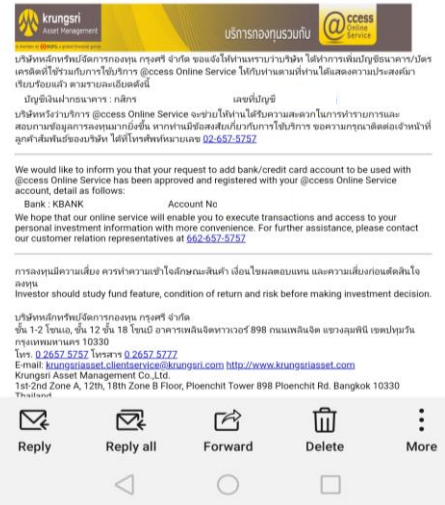 krungsri
Asset Management
A member of MUFG, a global financial group
บริการกองทุนรวมกับ @ccess Online Service
บริษัทหลักทรัพย์จัดการกองทุน กรุงศรี จำกัด ขอแจ้งให้ท่านทราบว่าบริษัท ได้ทำการเพิ่มบัญชีธนาคาร/บัตร
เครดิตที่ใช้ร่วมกับการใช้บริการ @ccess Online Service ให้กับท่านตามที่ท่านได้แสดงความประสงค์มา
เรียบร้อยแล้ว ตามรายละเอียดดังนี้
บัญชีเงินฝากธนาคาร : กสิกร เลขที่บัญชี
บริษัทหวังว่าบริการ @ccess Online Service จะช่วยให้ท่านได้รับความสะดวกในการทำรายการและ
สอบถามข้อมูลการลงทุนมากยิ่งขึ้น หากท่านมีข้อสงสัยเกี่ยวกับการใช้บริการ ขอความกรุณาติดต่อเจ้าหน้าที่
ลูกค้าสัมพันธ์ของบริษัท ได้ที่โทรศัพท์หมายเลข 02-657-5757
We would like to inform you that your request to add bank/credit card account to be used with
@ccess Online Service has been approved and registered with your @ccess Online Service
account, detail as follows:
Bank : KBANK Account No
We hope that our online service will enable you to execute transactions and access to your
personal investment information with more convenience. For further assistance, please contact
our customer relation representatives at 662-657-5757
การลงทุนมีความเสี่ยง ควรทำความเข้าใจลักษณะสินค้า เงื่อนไขผลตอบแทน และความเสี่ยงก่อนตัดสินใจ
ลงทุน
Investor should study fund feature, condition of return and risk before making investment decision.
บริษัทหลักทรัพย์จัดการกองทุน กรุงศรี จำกัด
ชั้น 1-2 โซนเอ, ชั้น 12 ชั้น 18 โซนบี อาคารเพลินจิตทาวเวอร์ 898 ถนนเพลินจิต แขวงลุมพินี เขตปทุมวัน
กรุงเทพมหานคร 10330
โทร. 0 2657 5757 โทรสาร 0 2657 5777
E-mail: krungsriasset.clientservice@krungsri.com http://www.krungsriasset.com
Krungsri Asset Management Co.,Ltd.
1st-2nd Zone A, 12th, 18th Zone B Floor, Ploenchit Tower 898 Ploenchit Rd. Bangkok 10330
Thailand
Reply Reply all Forward Delete More